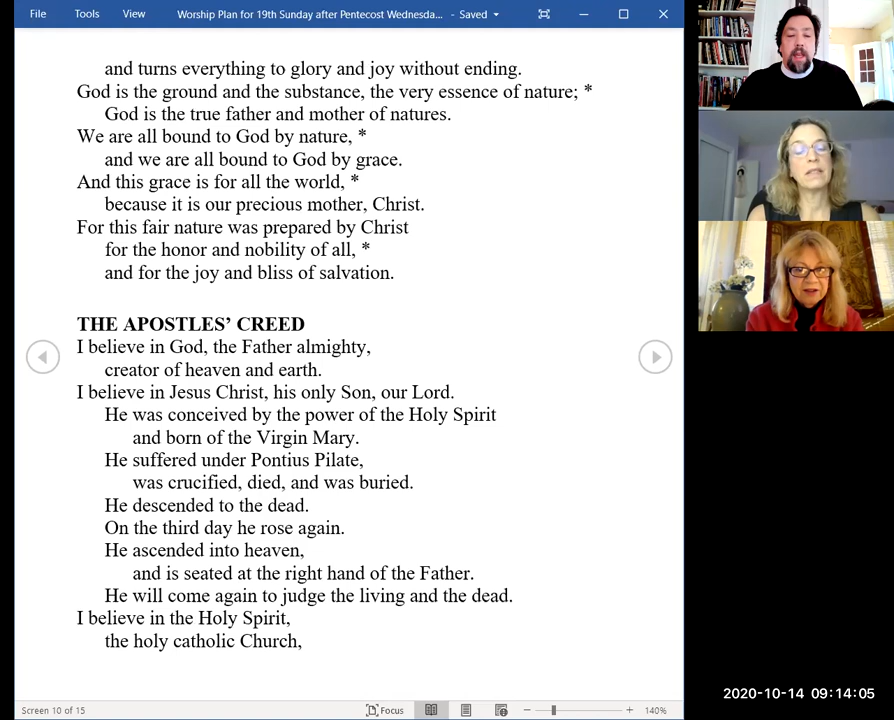 File Tools View Worship Plan for 19th Sunday after Pentecost Wednesda... - Saved
and turns everything to glory and joy without ending.
God is the ground and the substance, the very essence of nature; *
God is the true father and mother of natures.
We are all bound to God by nature, *
and we are all bound to God by grace.
And this grace is for all the world, *
because it is our precious mother, Christ.
For this fair nature was prepared by Christ
for the honor and nobility of all, *
and for the joy and bliss of salvation.
THE APOSTLES’ CREED
I believe in God, the Father almighty,
creator of heaven and earth.
I believe in Jesus Christ, his only Son, our Lord.
He was conceived by the power of the Holy Spirit
and born of the Virgin Mary.
He suffered under Pontius Pilate,
was crucified, died, and was buried.
He descended to the dead.
On the third day he rose again.
He ascended into heaven,
and is seated at the right hand of the Father.
He will come again to judge the living and the dead.
I believe in the Holy Spirit,
the holy catholic Church,
Screen 10 of 15 Focus 140%
2020-10-14 09:14:05